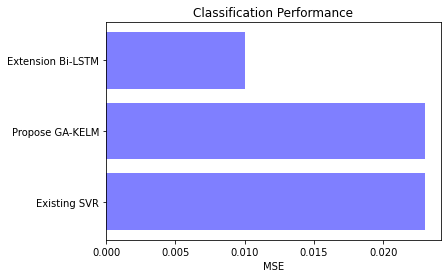 Classification Performance
Extension Bi-LSTM
Propose GA-KELM
Existing SVR
0.000 0.005 0.010 0.015 0.020
MSE